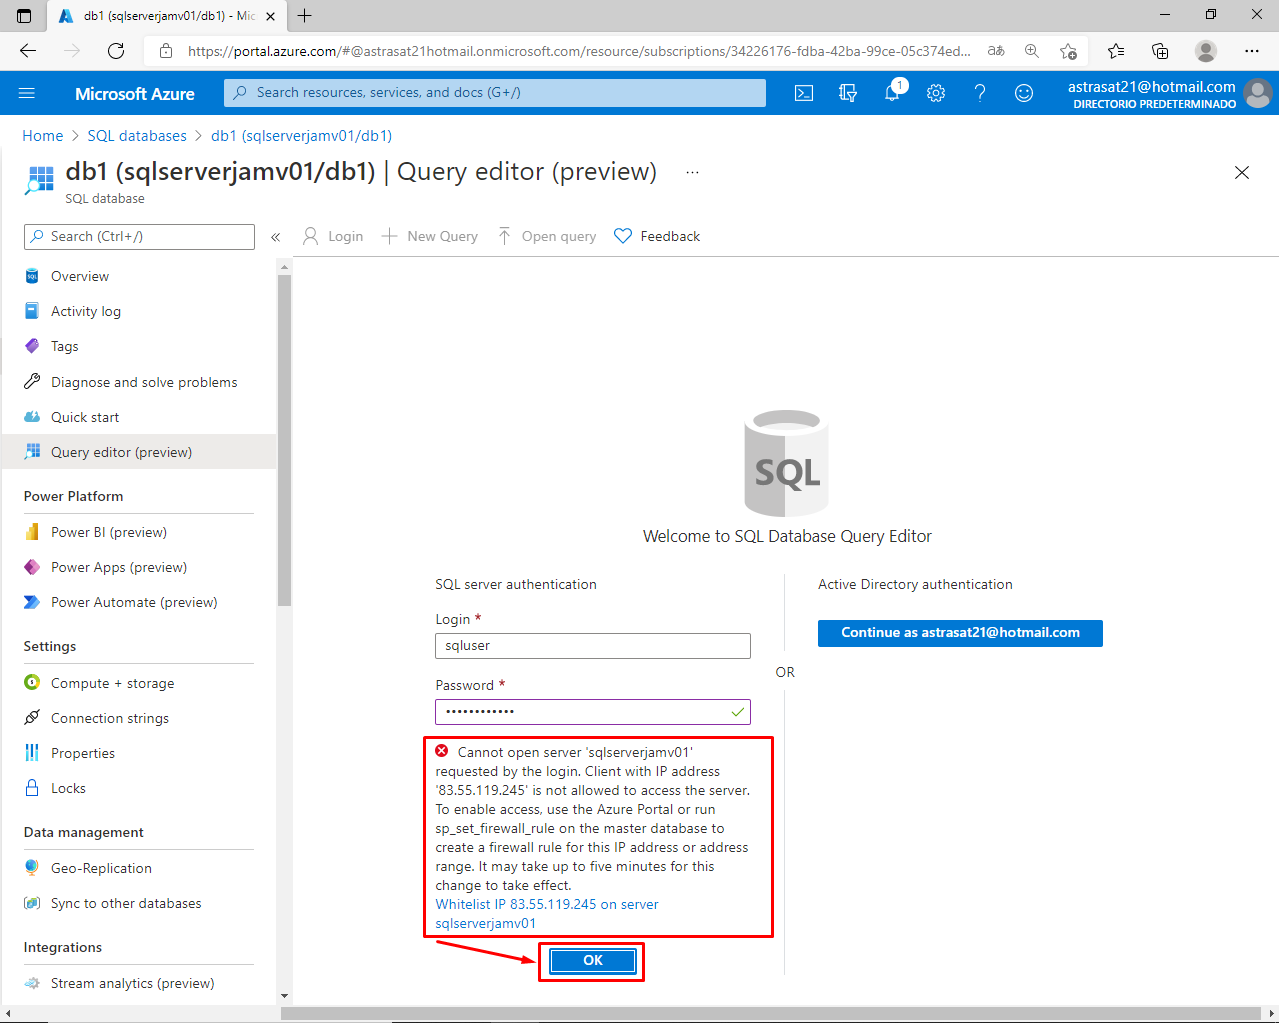 db1 (sqlserverjamv01/db1) - Mic
https://portal.azure.com/#@astrasat21hotmail.onmicrosoft.com/resource/subscriptions/34226176-fdba-42ba-99ce-05c374ed...
aあ
Microsoft Azure
Search resources, services, and docs (G+/)
1
astrasat21@hotmail.com
DIRECTORIO PREDETERMINADO
Home > SQL databases > db1 (sqlserverjamv01/db1)
db1 (sqlserverjamv01/db1) | Query editor (preview) ...
SQL database
Search (Ctrl+/)
«
Login
New Query
Open query
Feedback
Overview
Activity log
Tags
Diagnose and solve problems
Quick start
Query editor (preview)
Power Platform
Power BI (preview)
Power Apps (preview)
Power Automate (preview)
Settings
Compute + storage
Connection strings
Properties
Locks
Data management
Geo-Replication
Sync to other databases
Integrations
Stream analytics (preview)
SQL
Welcome to SQL Database Query Editor
SQL server authentication
Login *
sqluser
Password *
••••••••••••
Cannot open server 'sqlserverjamv01'
requested by the login. Client with IP address
'83.55.119.245' is not allowed to access the server.
To enable access, use the Azure Portal or run
sp_set_firewall_rule on the master database to
create a firewall rule for this IP address or address
range. It may take up to five minutes for this
change to take effect.
Whitelist IP 83.55.119.245 on server
sqlserverjamv01
OK
OR
Active Directory authentication
Continue as astrasat21@hotmail.com